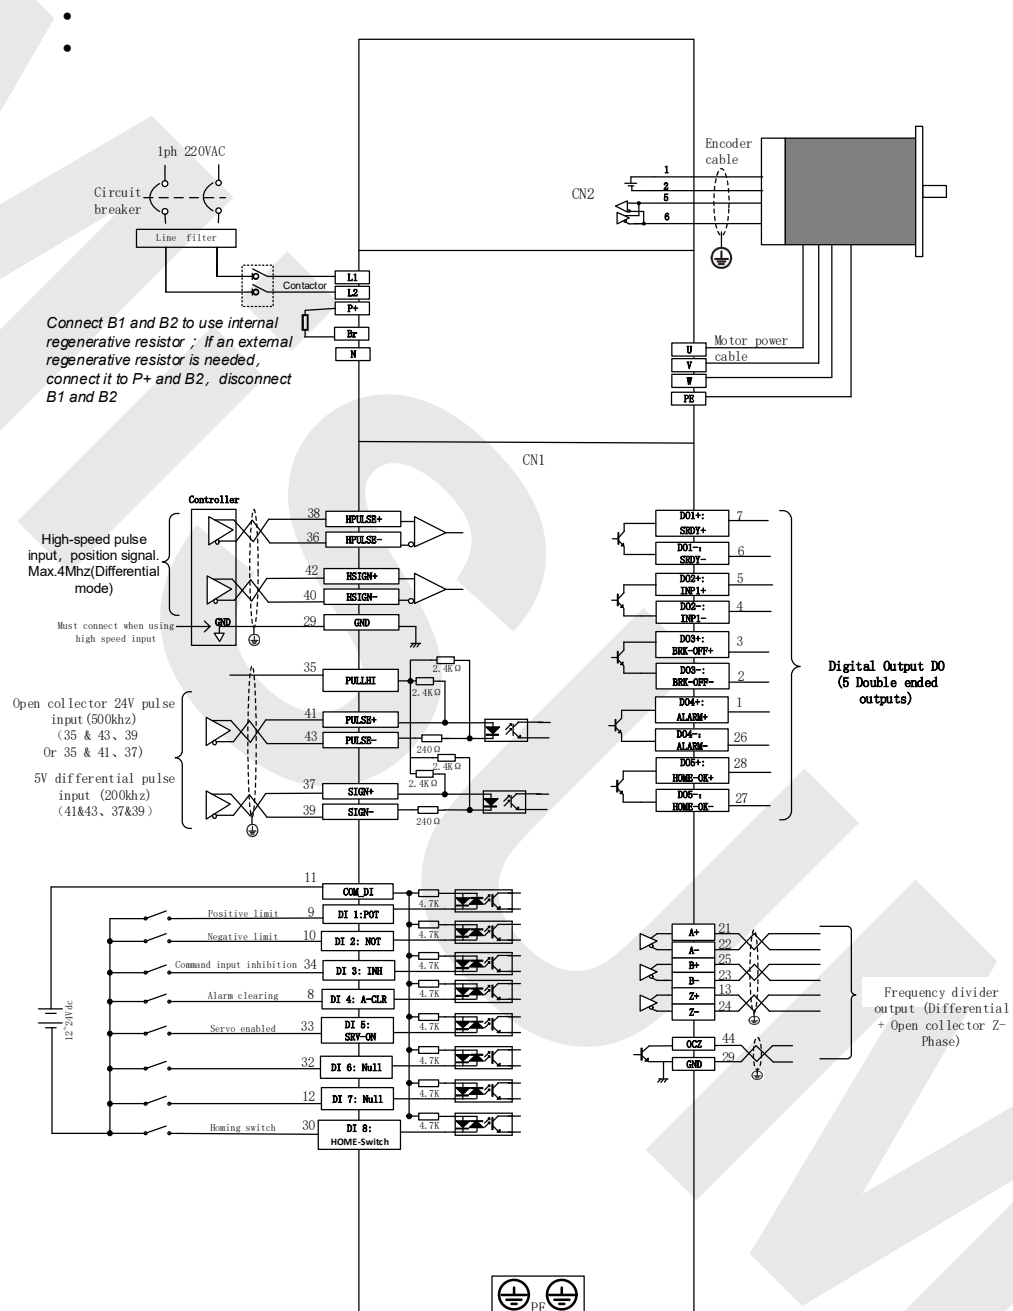 1ph 220VAC
Circuit
breaker
Line filter
Contactor
L1
L2
P+
Br
N
Connect B1 and B2 to use internal
regenerative resistor ; If an external
regenerative resistor is needed,
connect it to P+ and B2, disconnect
B1 and B2
Encoder
cable
CN2
1
2
5
6
U
V
W
PE
Motor power
cable
CN1
Controller
High-speed pulse
input, position signal.
Max.4Mhz(Differential
mode)
Must connect when using
high speed input
GND
38
HPULSE+
36
HPULSE-
42
HSIGN+
40
HSIGN-
29
GND
35
PULLHI
2.4KΩ
2.4KΩ
Open collector 24V pulse
input(500khz)
(35 & 43、39
Or 35 & 41、37)
5V differential pulse
input (200khz)
(41&43、37&39)
41
PULSE+
43
PULSE-
240Ω
2.4KΩ
2.4KΩ
37
SIGN+
39
SIGN-
240Ω
DO1+:
SRDY+
7
DO1-:
SRDY-
6
DO2+:
INP1+
5
DO2-:
INP1-
4
DO3+:
BRK-OFF+
3
DO3-:
BRK-OFF-
2
DO4+:
ALARM+
1
DO4-:
ALARM-
26
DO5+:
HOME-OK+
28
DO5-:
HOME-OK-
27
Digital Output DO
(5 Double ended
outputs)
12~24Vdc
11
COM_DI
4.7K
Positive limit
9
DI 1:POT
4.7K
Negative limit
10
DI 2: NOT
4.7K
Command input inhibition
34
DI 3: INH
4.7K
Alarm clearing
8
DI 4: A-CLR
4.7K
Servo enabled
33
DI 5:
SRV-ON
4.7K
32
DI 6: Null
4.7K
12
DI 7: Null
4.7K
Homing switch
30
DI 8:
HOME-Switch
A+
21
A-
22
B+
25
B-
23
Z+
13
Z-
24
OCZ
44
GND
29
Frequency divider
output (Differential
+ Open collector Z-
Phase)
PE